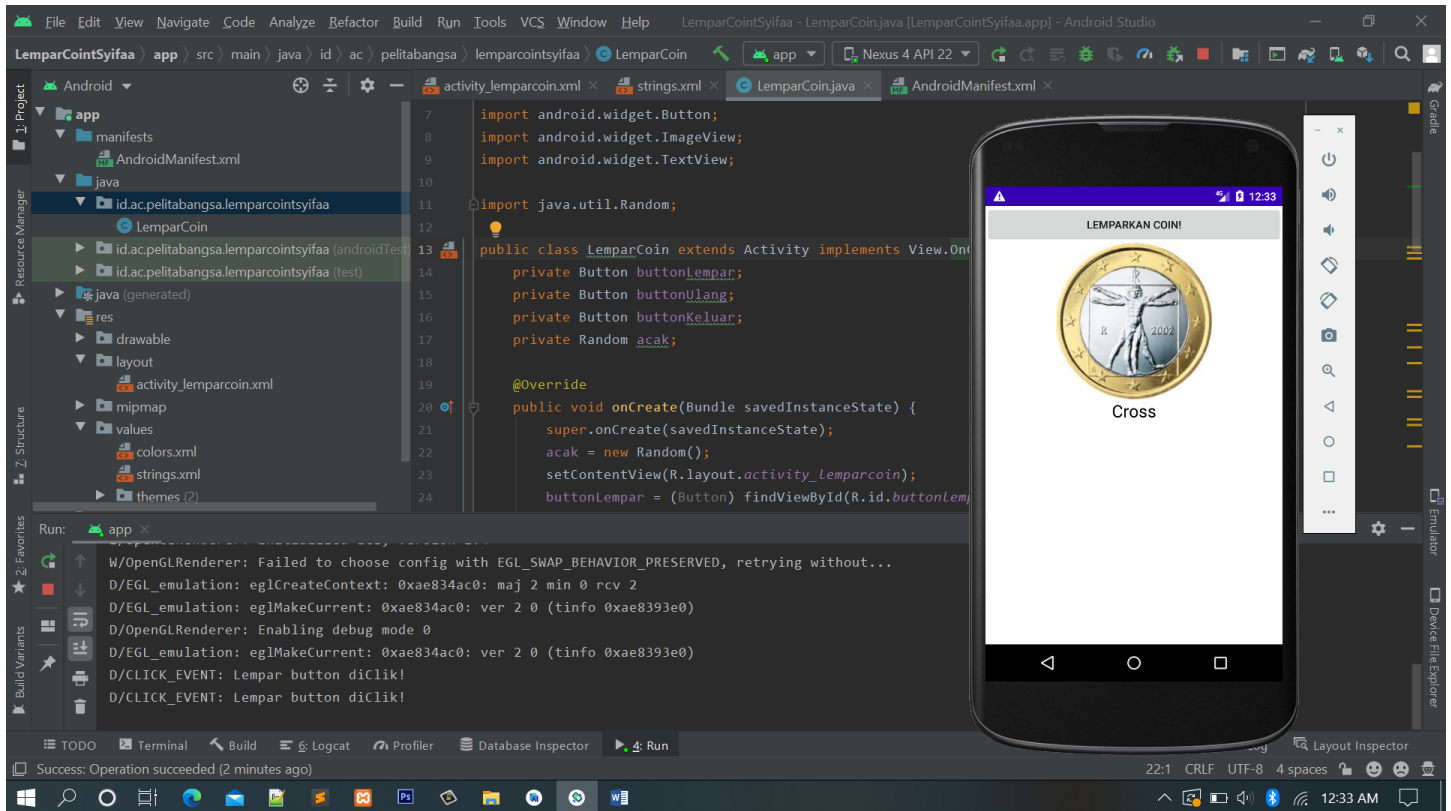 File Edit View Navigate Code Analyze Refactor Build Run Tools VCS Window Help LemparCointSyifaa - LemparCoin.java [LemparCointSyifaa.app] - Android Studio
LemparCointSyifaa app src main java id ac pelitabangsa lemparcointsyifaa LemparCoin app Nexus 4 API 22
Android activity_lemparcoin.xml strings.xml LemparCoin.java AndroidManifest.xml
1: Project
Resource Manager
Z: Structure
2: Favorites
Build Variants
app
manifests
AndroidManifest.xml
java
id.ac.pelitabangsa.lemparcointsyifaa
LemparCoin
id.ac.pelitabangsa.lemparcointsyifaa (androidTest
id.ac.pelitabangsa.lemparcointsyifaa (test)
java (generated)
res
drawable
layout
activity_lemparcoin.xml
mipmap
values
colors.xml
strings.xml
themes (2)
7 import android.widget.Button;
8 import android.widget.ImageView;
9 import android.widget.TextView;
10
11 import java.util.Random;
12
13 public class LemparCoin extends Activity implements View.On
14 private Button buttonLempar;
15 private Button buttonUlang;
16 private Button buttonKeluar;
17 private Random acak;
18
19 @Override
20 public void onCreate(Bundle savedInstanceState) {
21 super.onCreate(savedInstanceState);
22 acak = new Random();
23 setContentView(R.layout.activity_lemparcoin);
24 buttonLempar = (Button) findViewById(R.id.buttonLemp
4G 12:33
LEMPARKAN COIN!
R
R 2002
Cross
Gradle
Emulator
Device File Explorer
Run: app
W/OpenGLRenderer: Failed to choose config with EGL_SWAP_BEHAVIOR_PRESERVED, retrying without...
D/EGL_emulation: eglCreateContext: 0xae834ac0: maj 2 min 0 rcv 2
D/EGL_emulation: eglMakeCurrent: 0xae834ac0: ver 2 0 (tinfo 0xae8393e0)
D/OpenGLRenderer: Enabling debug mode 0
D/EGL_emulation: eglMakeCurrent: 0xae834ac0: ver 2 0 (tinfo 0xae8393e0)
D/CLICK_EVENT: Lempar button diClik!
D/CLICK_EVENT: Lempar button diClik!
TODO Terminal Build 6: Logcat Profiler Database Inspector 4: Run Layout Inspector
Success: Operation succeeded (2 minutes ago) 22:1 CRLF UTF-8 4 spaces
Ps 12:33 AM